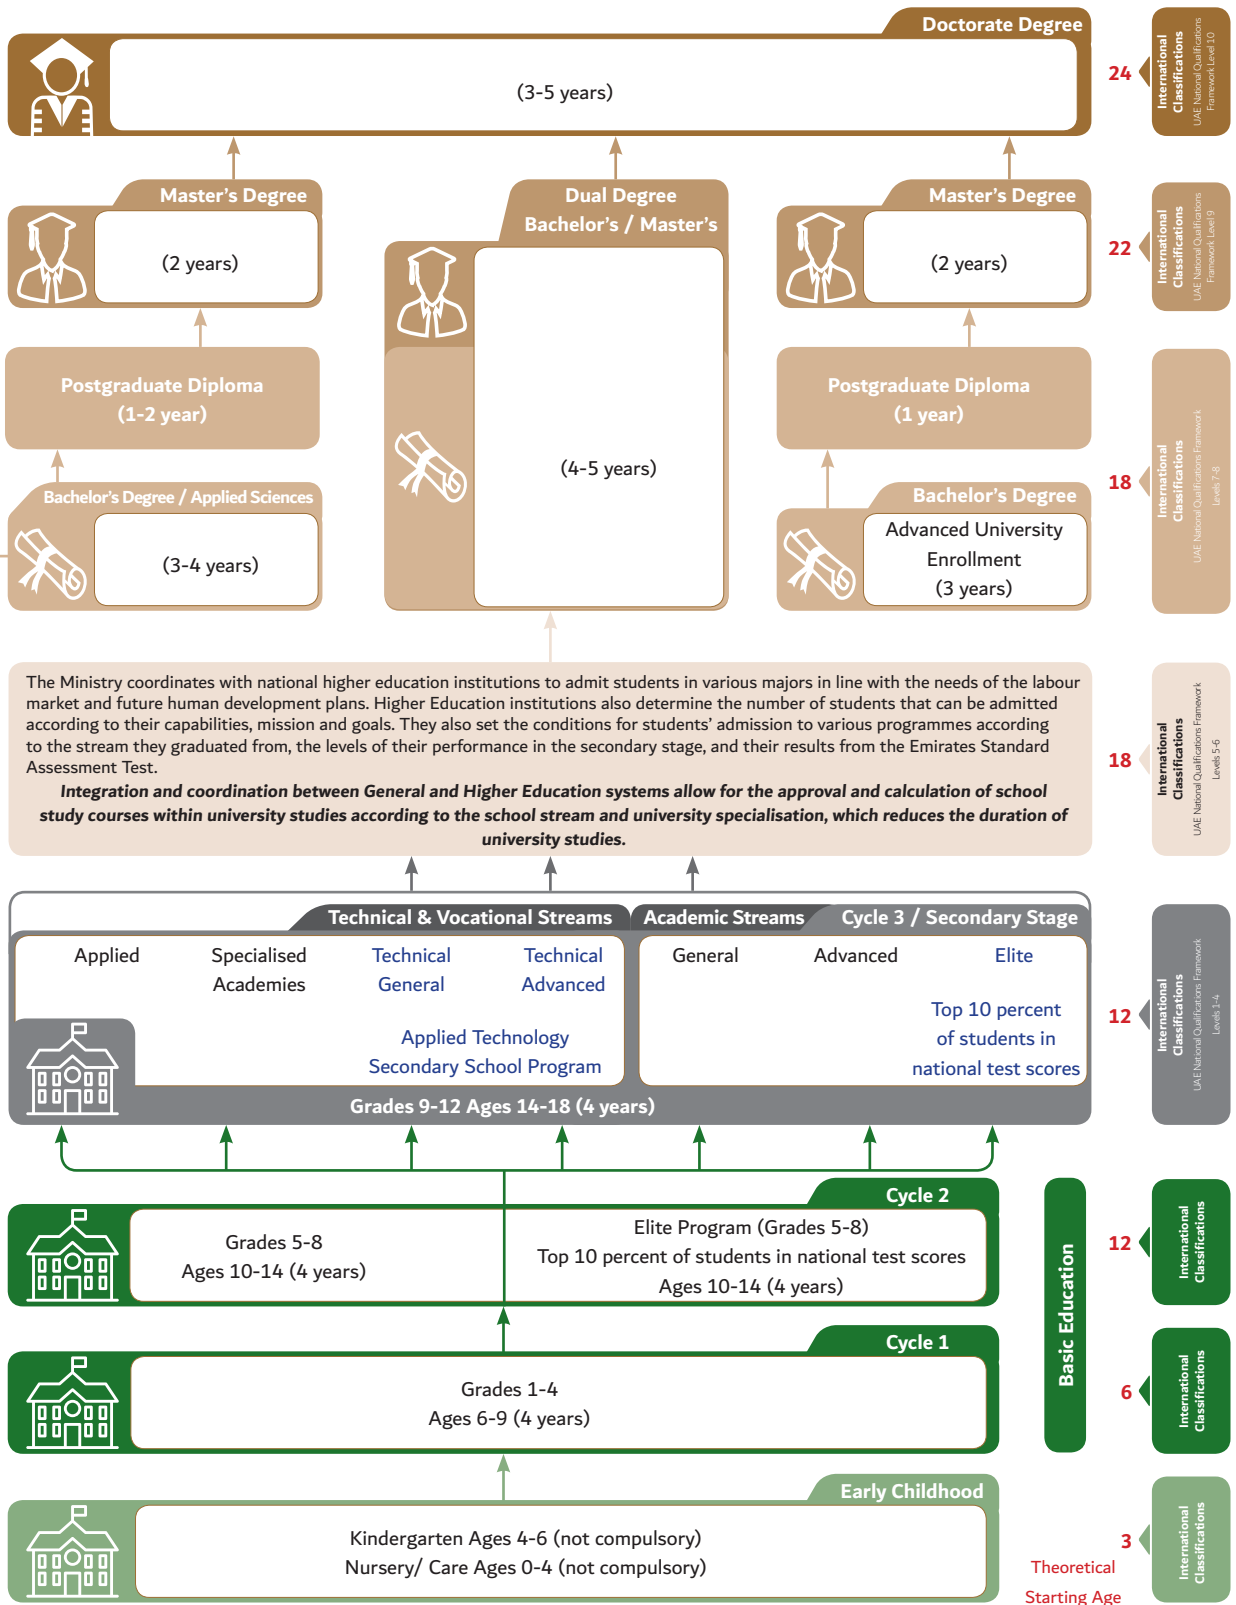 Doctorate Degree
(3-5 years)
24
International
Classifications
UAE National Qualifications
Framework Level 10
Master's Degree
(2 years)
Dual Degree
Bachelor's / Master's
(4-5 years)
Master's Degree
(2 years)
22
International
Classifications
UAE National Qualifications
Framework Level 9
Postgraduate Diploma
(1-2 year)
Postgraduate Diploma
(1 year)
Bachelor's Degree / Applied Sciences
(3-4 years)
Bachelor's Degree
Advanced University
Enrollment
(3 years)
18
International
Classifications
UAE National Qualifications Framework
Levels 7-8
The Ministry coordinates with national higher education institutions to admit students in various majors in line with the needs of the labour
market and future human development plans. Higher Education institutions also determine the number of students that can be admitted
according to their capabilities, mission and goals. They also set the conditions for students' admission to various programmes according
to the stream they graduated from, the levels of their performance in the secondary stage, and their results from the Emirates Standard
Assessment Test.
Integration and coordination between General and Higher Education systems allow for the approval and calculation of school
study courses within university studies according to the school stream and university specialisation, which reduces the duration of
university studies.
18
International
Classifications
UAE National Qualifications Framework
Levels 5-6
Technical & Vocational Streams
Academic Streams
Cycle 3 / Secondary Stage
Applied
Specialised
Academies
Technical
General
Technical
Advanced
Applied Technology
Secondary School Program
General
Advanced
Elite
Top 10 percent
of students in
national test scores
Grades 9-12 Ages 14-18 (4 years)
12
International
Classifications
UAE National Qualifications Framework
Levels 1-4
Cycle 2
Grades 5-8
Ages 10-14 (4 years)
Elite Program (Grades 5-8)
Top 10 percent of students in national test scores
Ages 10-14 (4 years)
Basic Education
12
International
Classifications
Cycle 1
Grades 1-4
Ages 6-9 (4 years)
6
International
Classifications
Early Childhood
Kindergarten Ages 4-6 (not compulsory)
Nursery/ Care Ages 0-4 (not compulsory)
3
Theoretical
Starting Age
International
Classifications